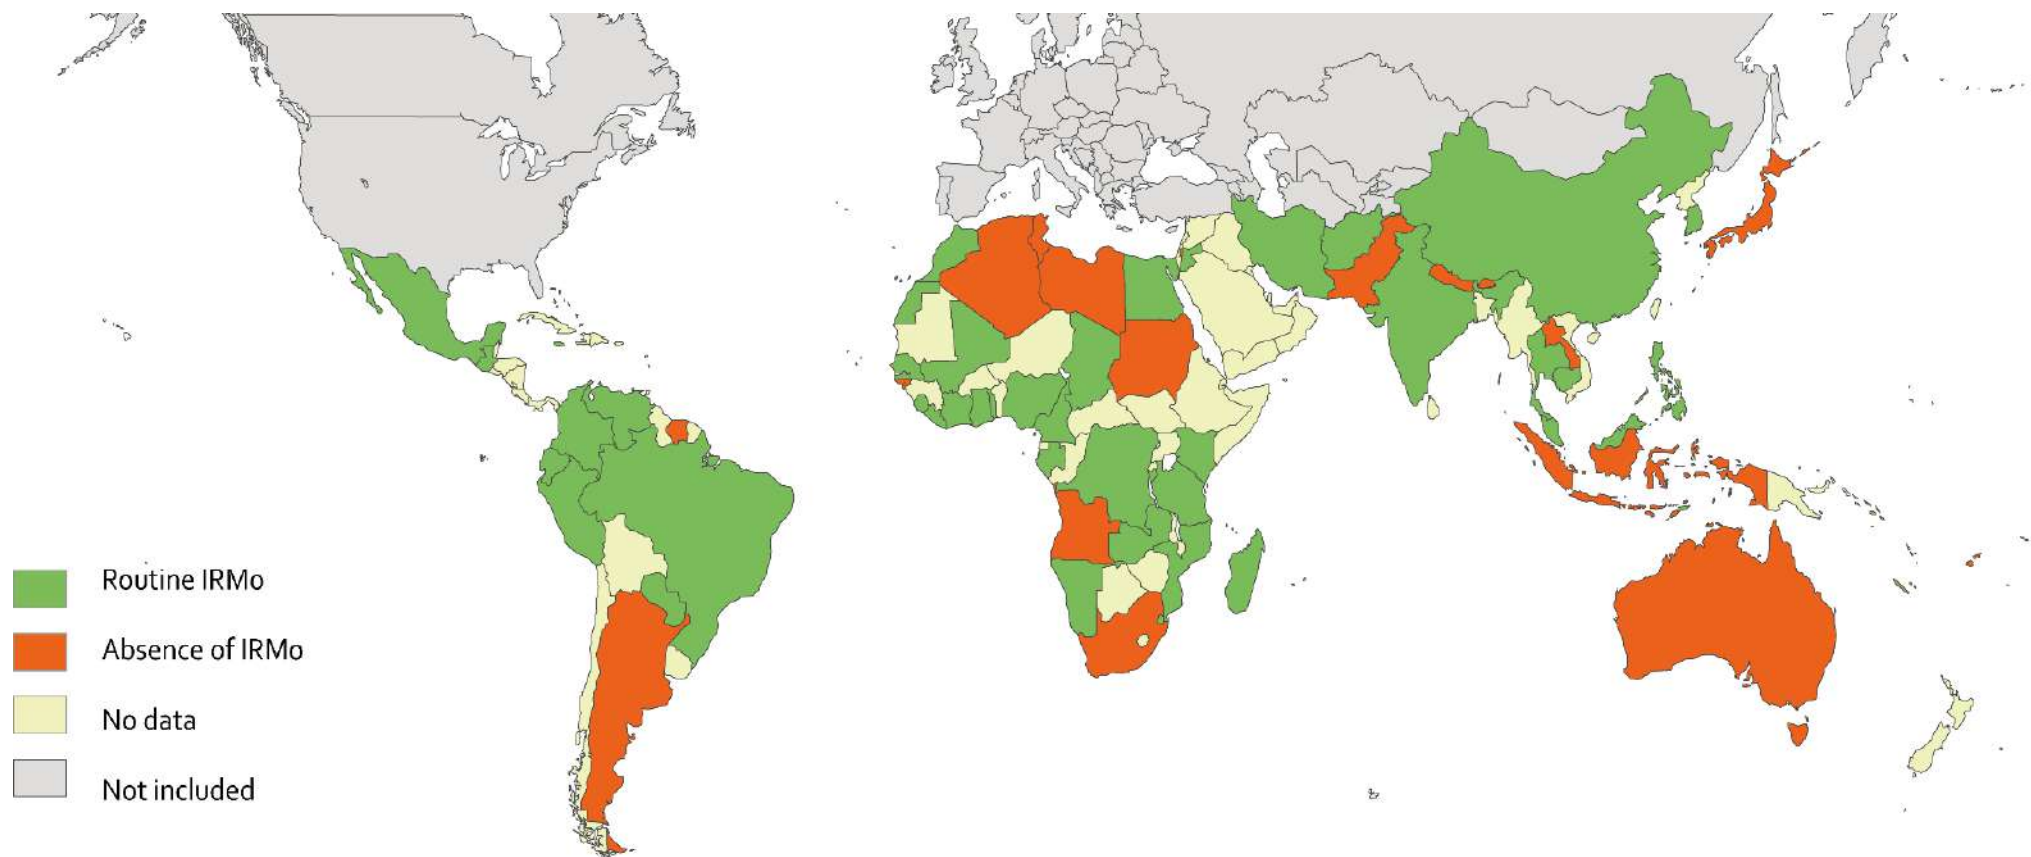 Routine IRMo
Absence of IRMo
No data
Not included